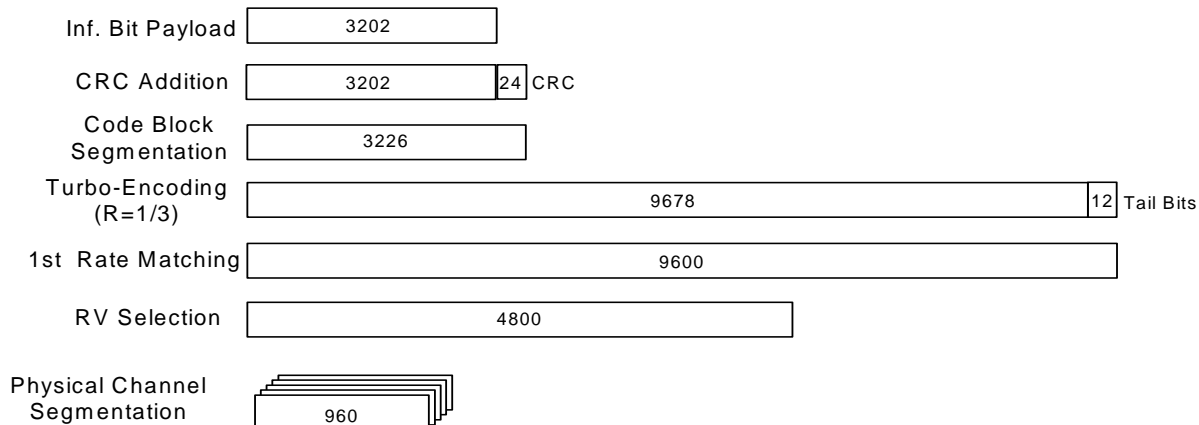 Inf. Bit Payload 3202
CRC Addition 3202 24 CRC
Code Block
Segmentation 3226
Turbo-Encoding
(R=1/3) 9678 12 Tail Bits
1st Rate Matching 9600
RV Selection 4800
Physical Channel
Segmentation 960